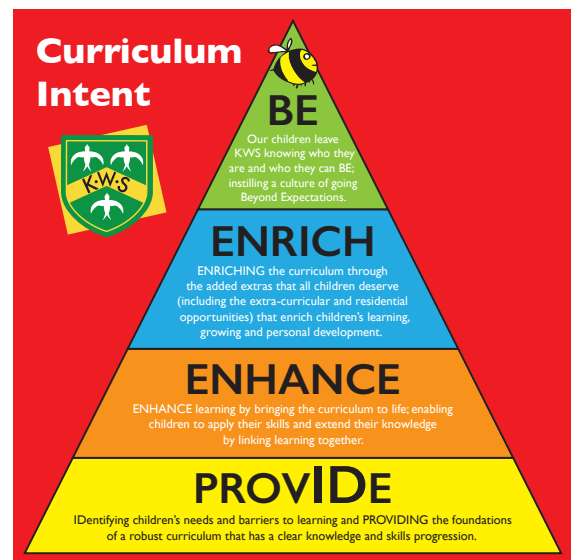 Curriculum
Intent
K·W·S
BE
Our children leave
KWS knowing who they
are and who they can BE;
instilling a culture of going
Beyond Expectations.
ENRICH
ENRICHING the curriculum through
the added extras that all children deserve
(including the extra-curricular and residential
opportunities) that enrich children's learning,
growing and personal development.
ENHANCE
ENHANCE learning by bringing the curriculum to life; enabling
children to apply their skills and extend their knowledge
by linking learning together.
PROVIDE
IDentifying children's needs and barriers to learning and PROVIDING the foundations
of a robust curriculum that has a clear knowledge and skills progression.